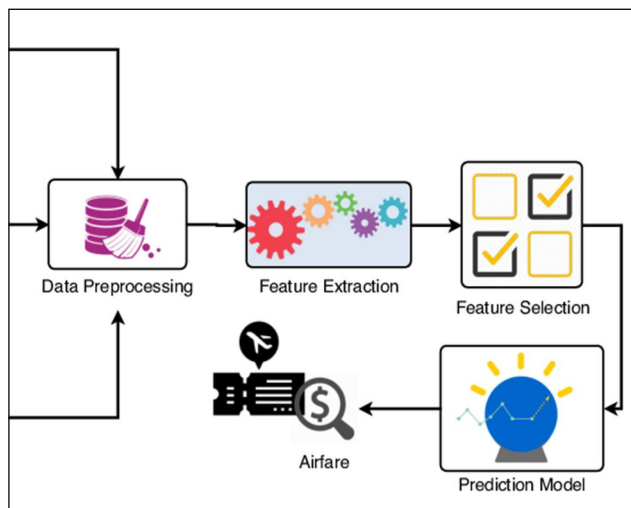 Data Preprocessing
Feature Extraction
Feature Selection
$
Airfare
Prediction Model